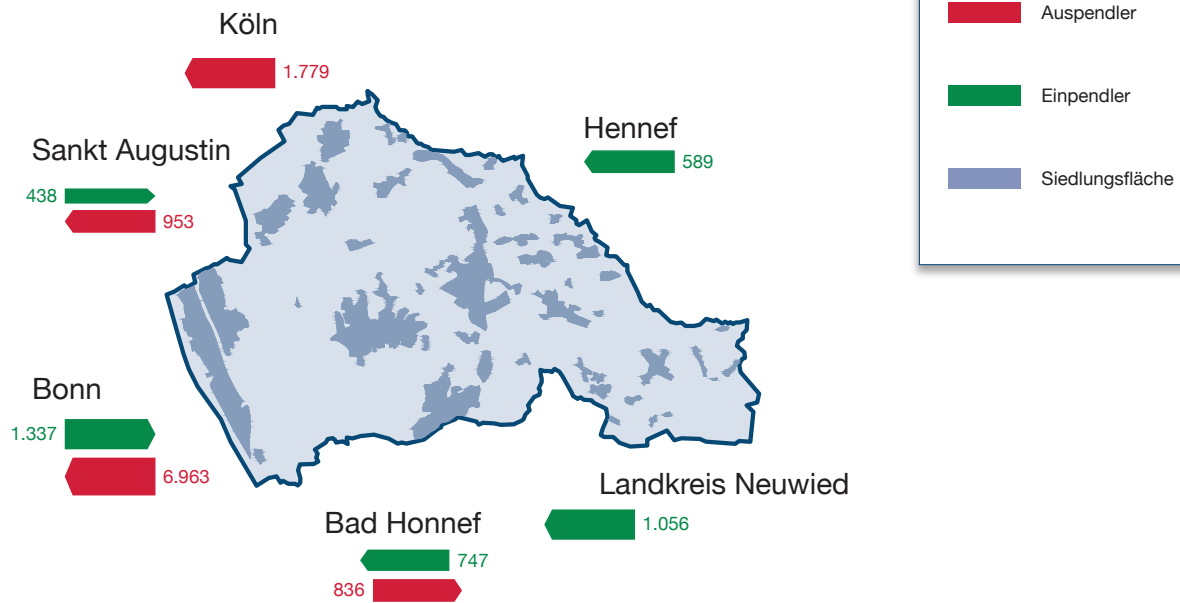 Köln
1.779
Sankt Augustin
438
953
Hennef
589
Bonn
1.337
6.963
Landkreis Neuwied
1.056
Bad Honnef
747
836
Auspendler
Einpendler
Siedlungsfläche